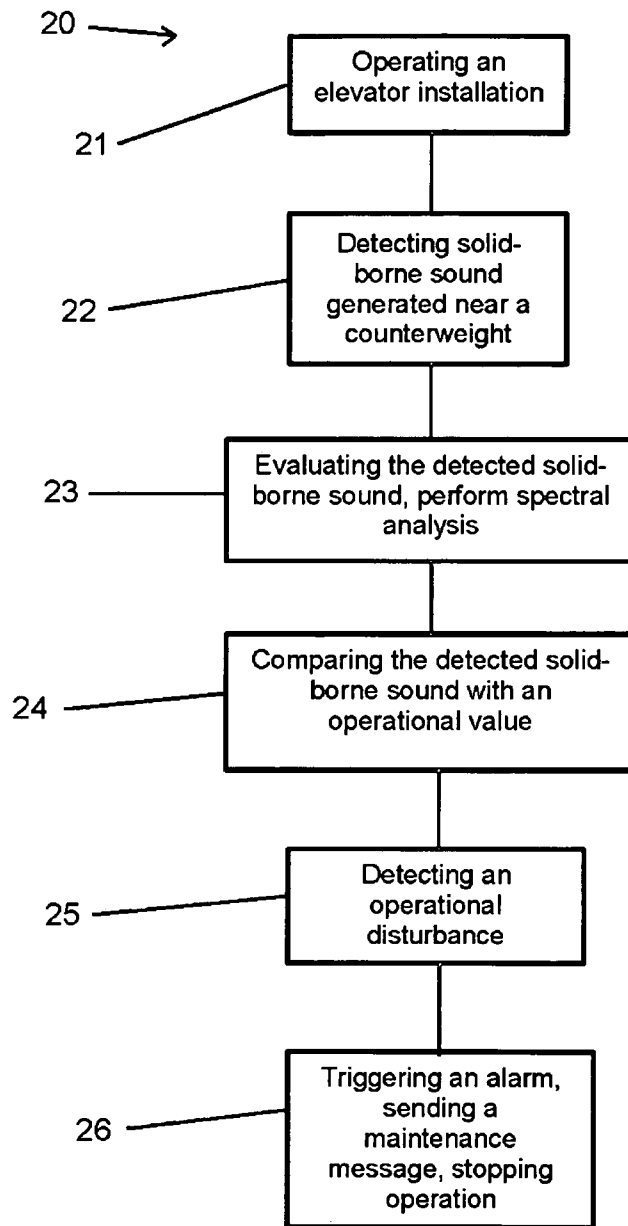 20
Operating an
elevator installation
21
Detecting solid-
borne sound
generated near a
counterweight
22
Evaluating the detected solid-
borne sound, perform spectral
analysis
23
Comparing the detected solid-
borne sound with an
operational value
24
Detecting an
operational
disturbance
25
Triggering an alarm,
sending a
maintenance
message, stopping
operation
26